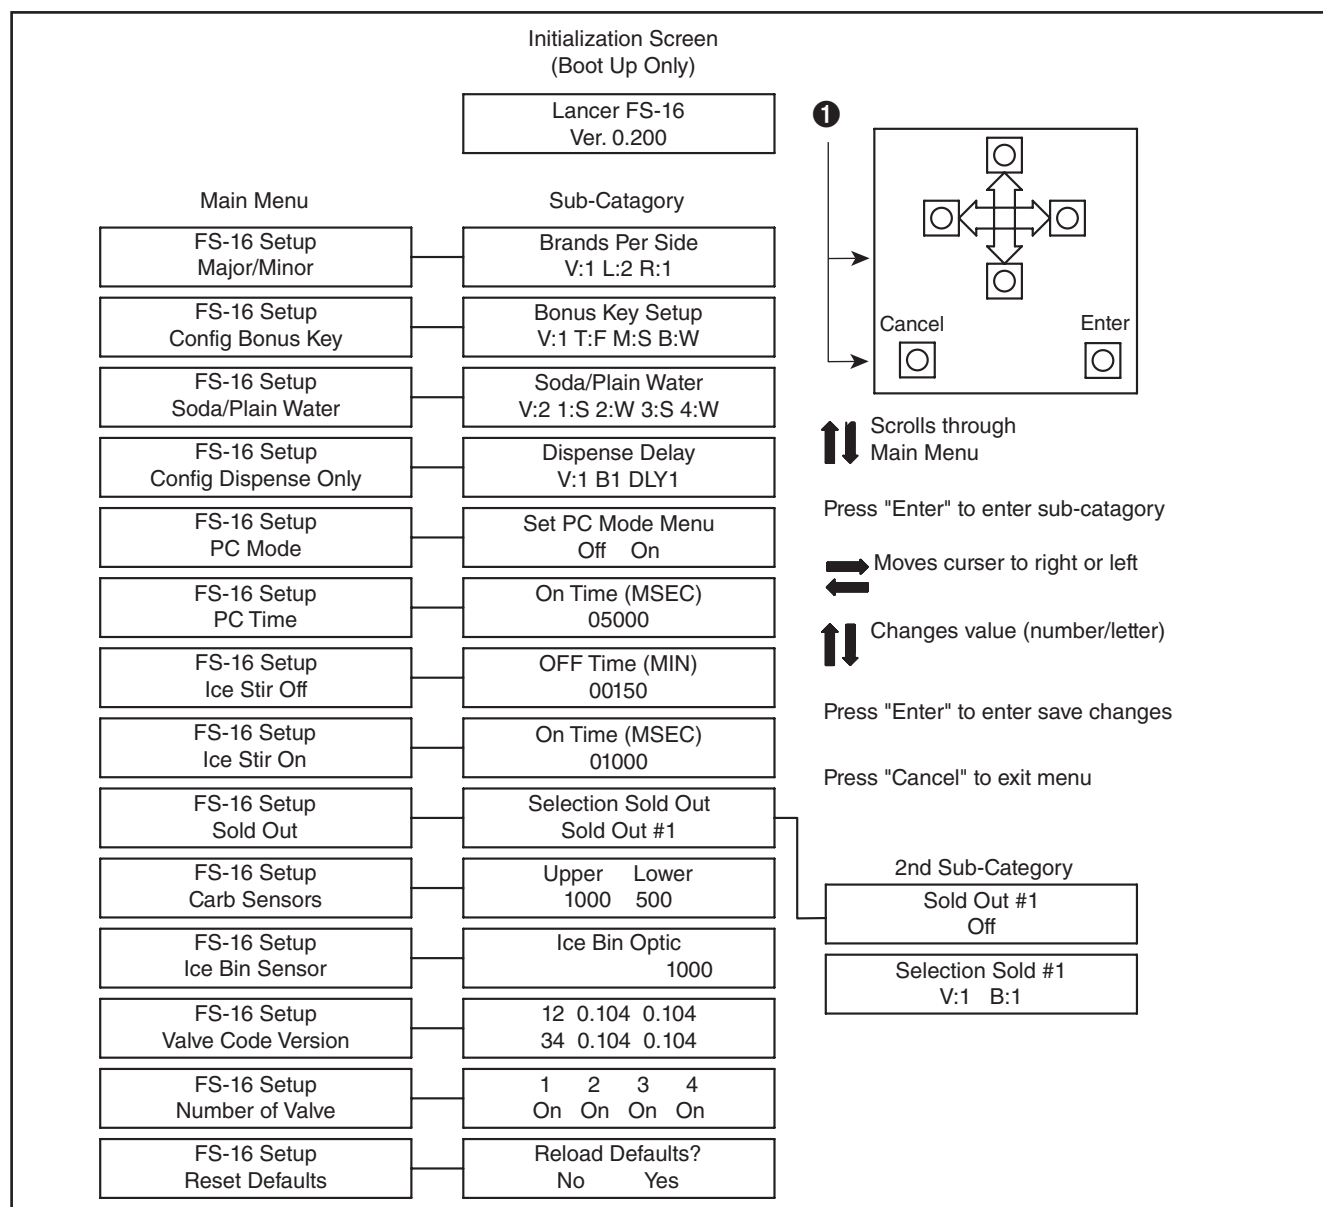 Initialization Screen
(Boot Up Only)
Lancer FS-16
Ver. 0.200
Main Menu
Sub-Catagory
FS-16 Setup
Major/Minor
Brands Per Side
V:1 L:2 R:1
FS-16 Setup
Config Bonus Key
Bonus Key Setup
V:1 T:F M:S B:W
FS-16 Setup
Soda/Plain Water
Soda/Plain Water
V:2 1:S 2:W 3:S 4:W
FS-16 Setup
Config Dispense Only
Dispense Delay
V:1 B1 DLY1
FS-16 Setup
PC Mode
Set PC Mode Menu
Off On
FS-16 Setup
PC Time
On Time (MSEC)
05000
FS-16 Setup
Ice Stir Off
OFF Time (MIN)
00150
FS-16 Setup
Ice Stir On
On Time (MSEC)
01000
FS-16 Setup
Sold Out
Selection Sold Out
Sold Out #1
FS-16 Setup
Carb Sensors
Upper Lower
1000 500
FS-16 Setup
Ice Bin Sensor
Ice Bin Optic
1000
FS-16 Setup
Valve Code Version
12 0.104 0.104
34 0.104 0.104
FS-16 Setup
Number of Valve
1 2 3 4
On On On On
FS-16 Setup
Reset Defaults
Reload Defaults?
No Yes
❶
Cancel
Enter
Scrolls through
Main Menu
Press "Enter" to enter sub-catagory
Moves curser to right or left
Changes value (number/letter)
Press "Enter" to enter save changes
Press "Cancel" to exit menu
2nd Sub-Category
Sold Out #1
Off
Selection Sold #1
V:1 B:1